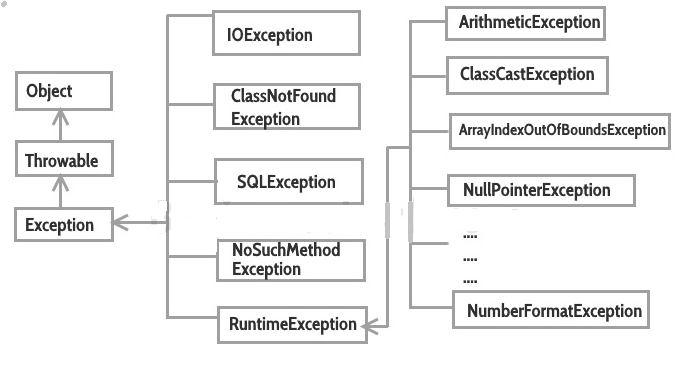 Object
Throwable
Exception
IOException
ClassNotFound
Exception
SQLException
NoSuchMethod
Exception
RuntimeException
ArithmeticException
ClassCastException
ArrayIndexOutOfBoundsException
NullPointerException
....
....
....
NumberFormatException